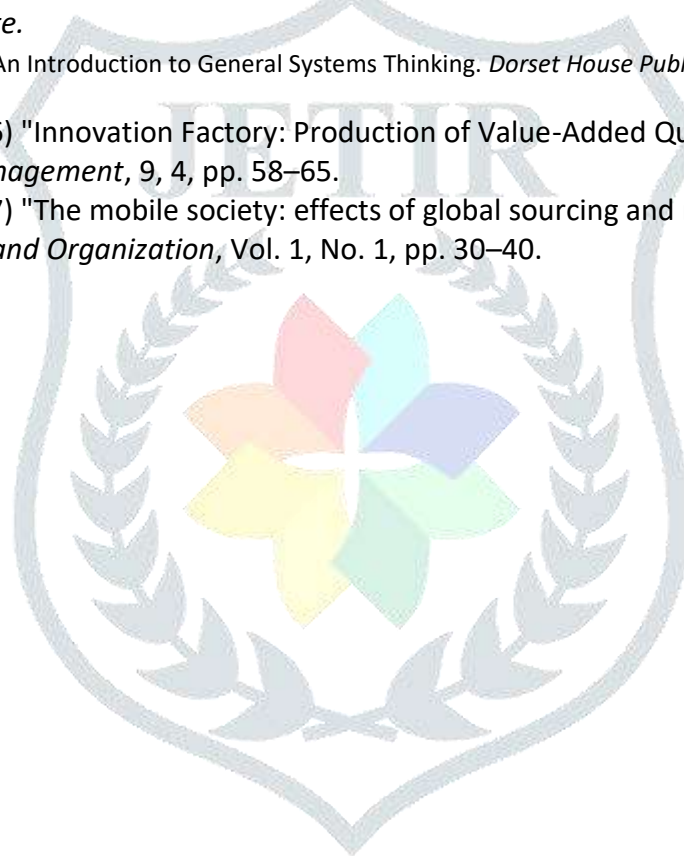 re.
An Introduction to General Systems Thinking. Dorset House Publ
5) "Innovation Factory: Production of Value-Added Qu
nagement, 9, 4, pp. 58–65.
7) "The mobile society: effects of global sourcing and
and Organization, Vol. 1, No. 1, pp. 30–40.
JETIR